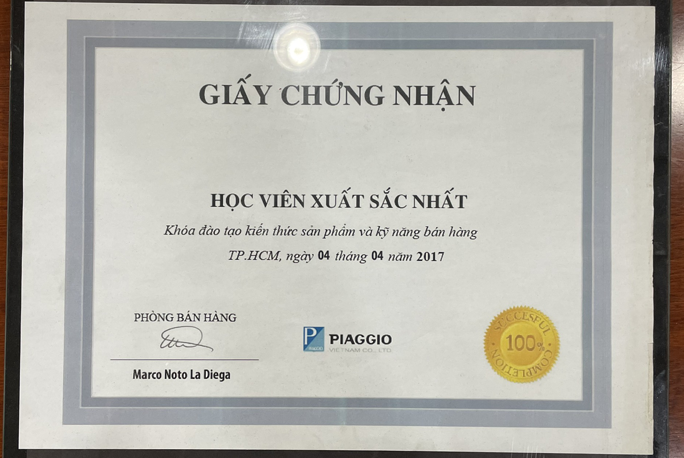 GIẤY CHỨNG NHẬN
HỌC VIÊN XUẤT SẮC NHẤT
Khóa đào tạo kiến thức sản phẩm và kỹ năng bán hàng
TP.HCM, ngày 04 tháng 04 năm 2017
PHÒNG BÁN HÀNG
Marco Noto La Diega
P
PIAGGIO
PIAGGIO
VIETNAM CO., LTD
SUCCESFUL
100%
COMPLETION